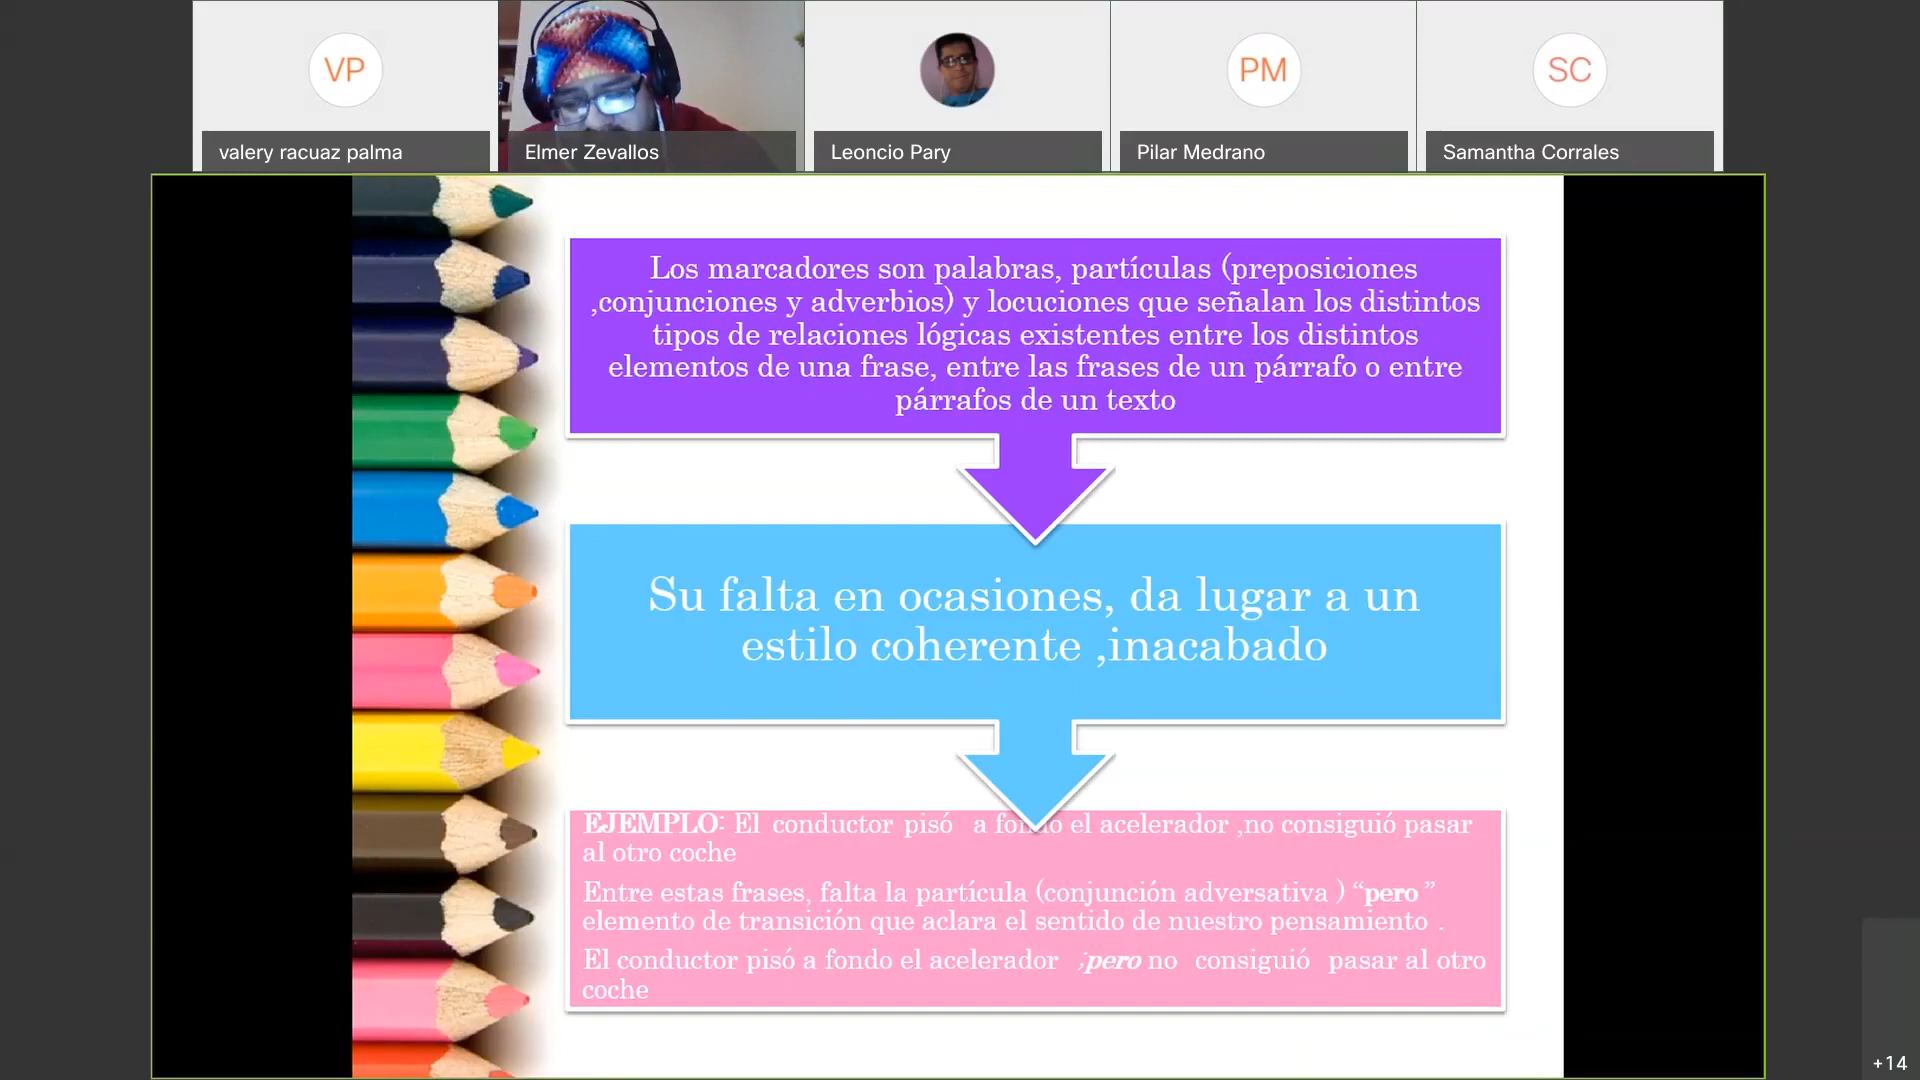 VP
PM
SC
valery racuaz palma
Elmer Zevallos
Leoncio Pary
Pilar Medrano
Samantha Corrales
Los marcadores son palabras, partículas (preposiciones
,conjunciones y adverbios) y locuciones que señalan los distintos
tipos de relaciones lógicas existentes entre los distintos
elementos de una frase, entre las frases de un párrafo o entre
párrafos de un texto
Su falta en ocasiones, da lugar a un
estilo coherente ,inacabado
EJEMPLO: El conductor pisó a fondo el acelerador ,no consiguió pasar
al otro coche
Entre estas frases, falta la partícula (conjunción adversativa ) “pero ”
elemento de transición que aclara el sentido de nuestro pensamiento .
El conductor pisó a fondo el acelerador ;pero no consiguió pasar al otro
coche
+14